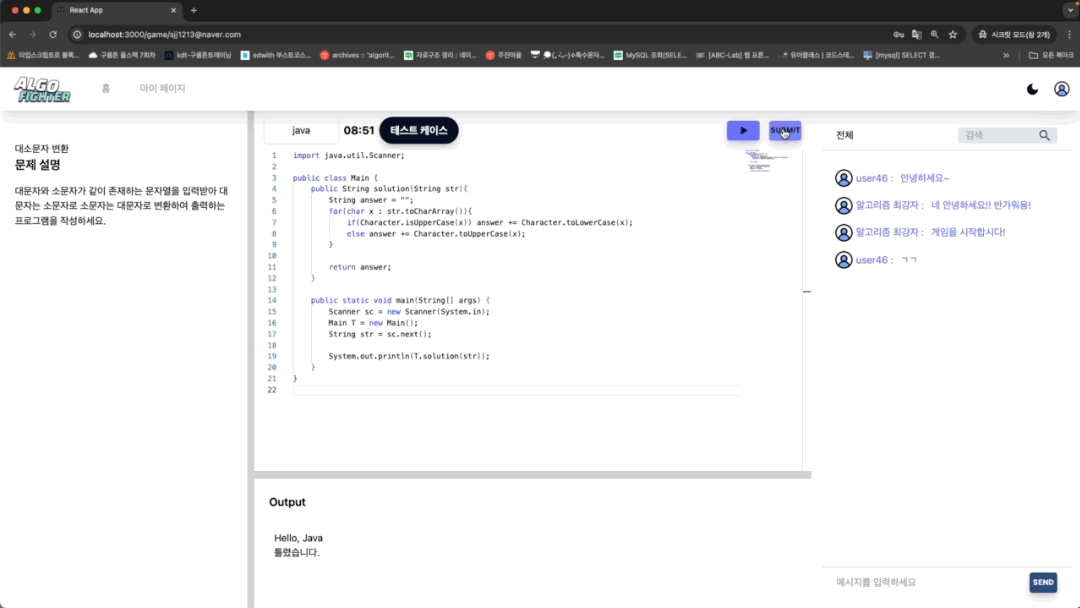 React App
localhost:3000/game/sjj1213@naver.com
시크릿 모드(창 2개)
타입스크립트로 블록...
구름톤 풀스택 7회차
kdt-구름톤트레이닝
edwith 부스트코스...
archives :: 'algorit...
자료구조 정리 : 네이...
주진마을
MySQL 조회(SELE...
[ABC-Lab] 웹 프론...
유어클래스 | 코드스테...
[mysql] SELECT 결...
모든 북마크
ALGO
FIGHTER
홈
마이 페이지
대소문자 변환
문제 설명
대문자와 소문자가 같이 존재하는 문자열을 입력받아 대
문자는 소문자로 소문자는 대문자로 변환하여 출력하는
프로그램을 작성하세요.
java
08:51
테스트 케이스
SUBMIT
1 import java.util.Scanner;
2
3 public class Main {
4 public String solution(String str){
5 String answer = "";
6 for(char x : str.toCharArray()){
7 if(Character.isUpperCase(x)) answer += Character.toLowerCase(x);
8 else answer += Character.toUpperCase(x);
9 }
10
11 return answer;
12 }
13
14 public static void main(String[] args) {
15 Scanner sc = new Scanner(System.in);
16 Main T = new Main();
17 String str = sc.next();
18
19 System.out.println(T.solution(str));
20 }
21 }
22
Output
Hello, Java
틀렸습니다.
전체
검색
user46 : 안녕하세요~
알고리즘 최강자 : 네 안녕하세요!! 반가워용!
알고리즘 최강자 : 게임을 시작합시다!
user46 : ㄱㄱ
메시지를 입력하세요
SEND